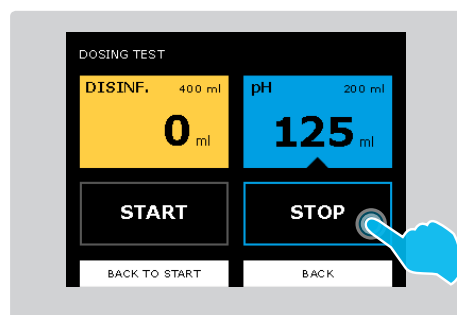 DOSING TEST
DISINF. 400 ml
0 ml
pH 200 ml
125 ml
START
STOP
BACK TO START
BACK